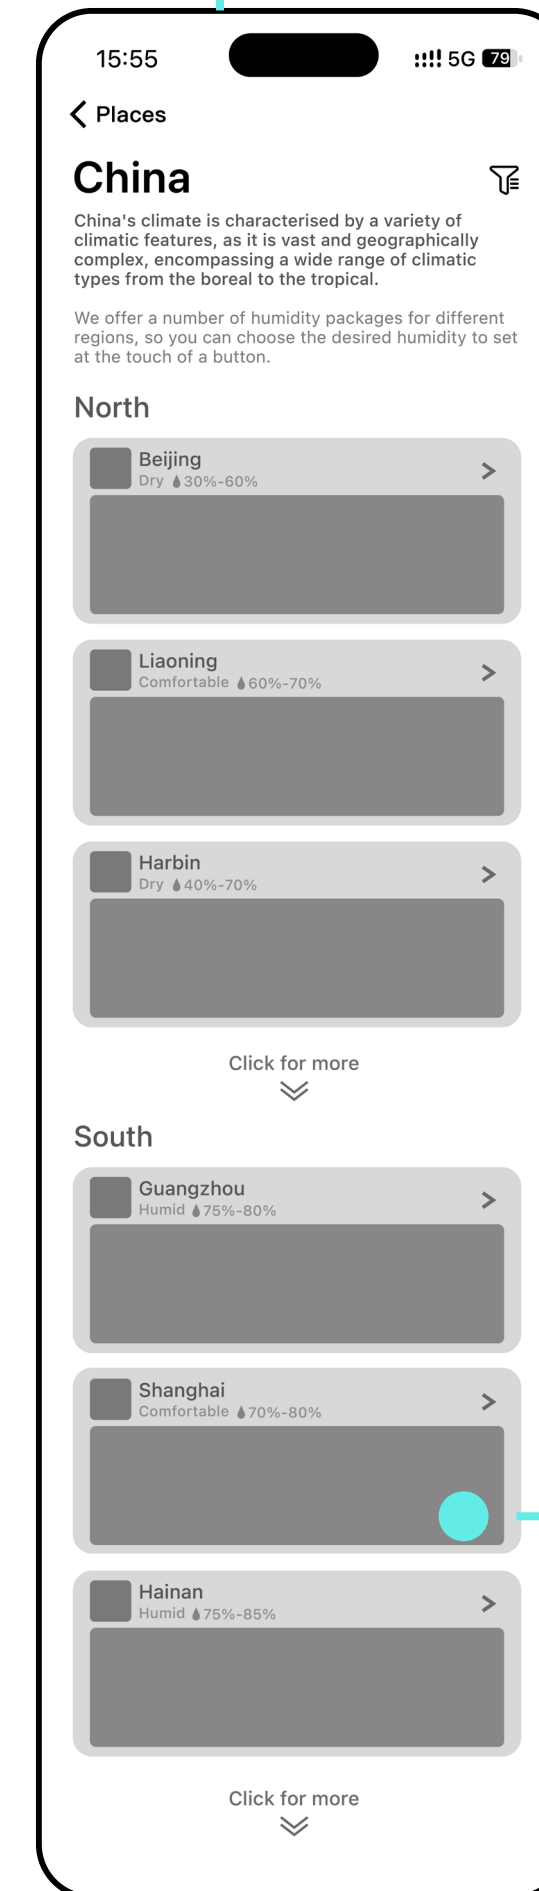 15:55 5G 79
Places
China
China's climate is characterised by a variety of
climatic features, as it is vast and geographically
complex, encompassing a wide range of climatic
types from the boreal to the tropical.
We offer a number of humidity packages for different
regions, so you can choose the desired humidity to set
at the touch of a button.
North
Beijing
Dry 30%-60%
Liaoning
Comfortable 60%-70%
Harbin
Dry 40%-70%
Click for more
South
Guangzhou
Humid 75%-80%
Shanghai
Comfortable 70%-80%
Hainan
Humid 75%-85%
Click for more